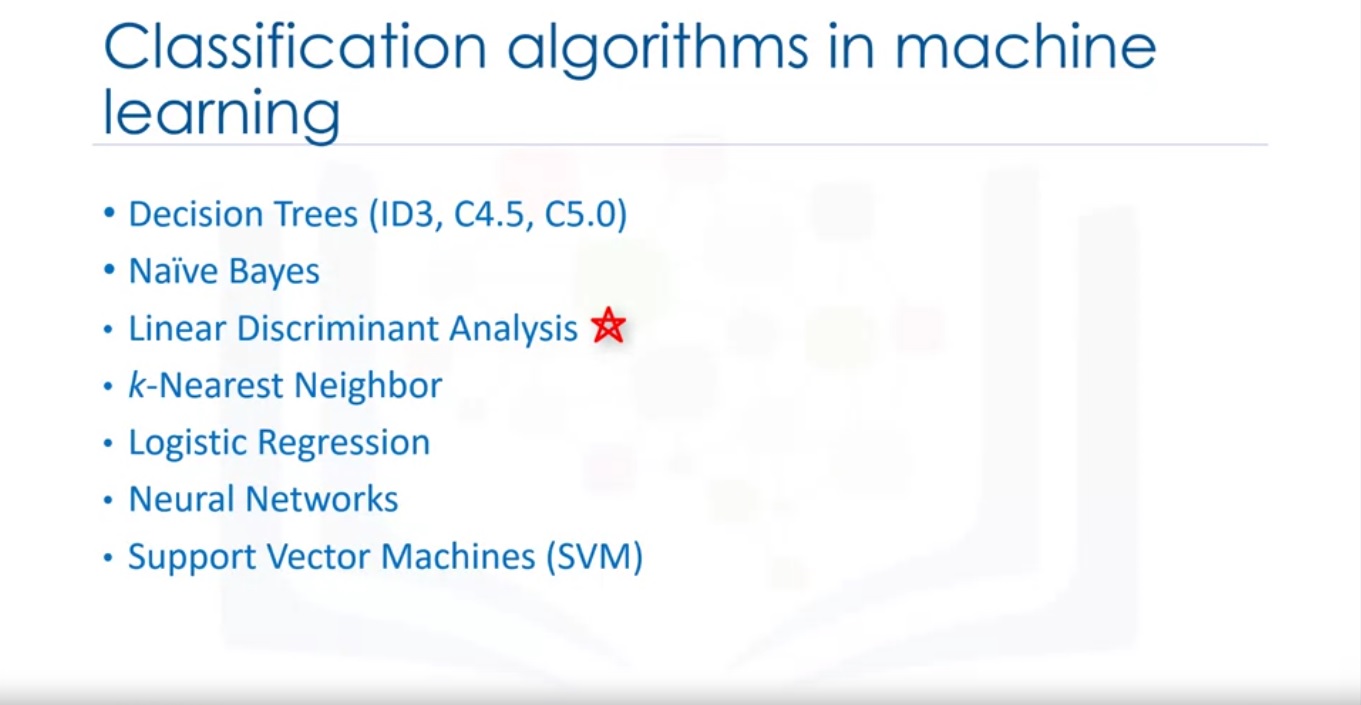 Classification algorithms in machine
learning
• Decision Trees (ID3, C4.5, C5.0)
• Naïve Bayes
• Linear Discriminant Analysis
• k-Nearest Neighbor
• Logistic Regression
• Neural Networks
• Support Vector Machines (SVM)